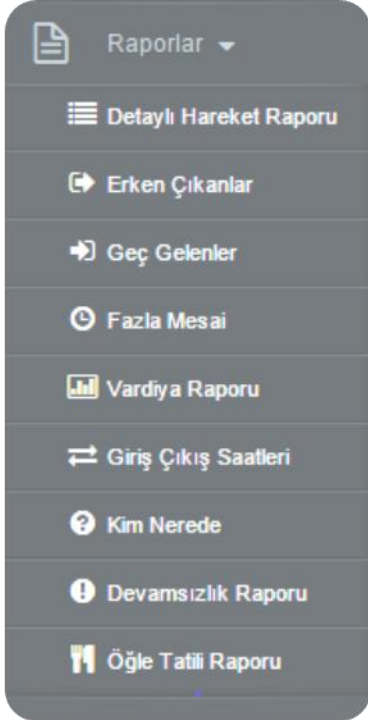 Raporlar
Detaylı Hareket Raporu
Erken Çıkanlar
Geç Gelenler
Fazla Mesai
Vardiya Raporu
Giriş Çıkış Saatleri
Kim Nerede
Devamsızlık Raporu
Öğle Tatili Raporu